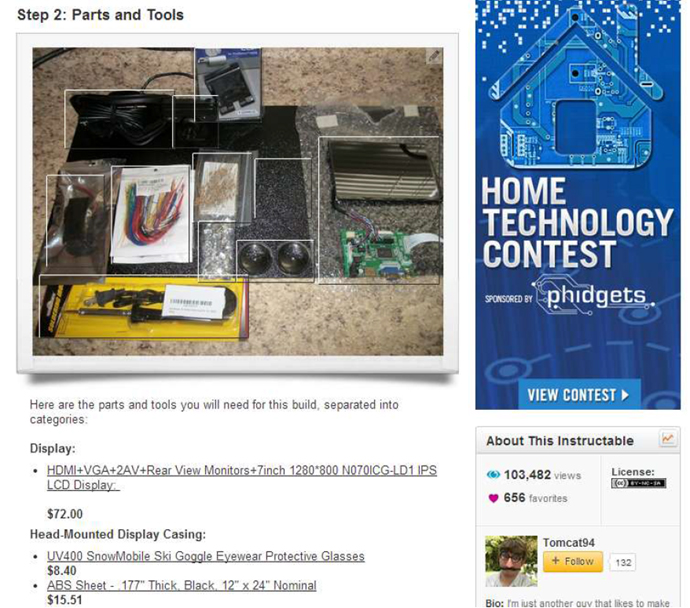 Step 2: Parts and Tools
Here are the parts and tools you will need for this build, separated into
categories:
Display:
HDMI+VGA+2AV+Rear View Monitors+7inch 1280*800 N070ICG-LD1 IPS
LCD Display:
$72.00
Head-Mounted Display Casing:
UV400 SnowMobile Ski Goggle Eyewear Protective Glasses
$8.40
ABS Sheet - .177" Thick, Black, 12" x 24" Nominal
$15.51
HOME
TECHNOLOGY
CONTEST
SPONSORED BY phidgets.
VIEW CONTEST
About This Instructable
103,482 views
656 favorites
License:
BY-NC-SA
Tomcat94
+ Follow
132
Bio: I'm just another guy that likes to make